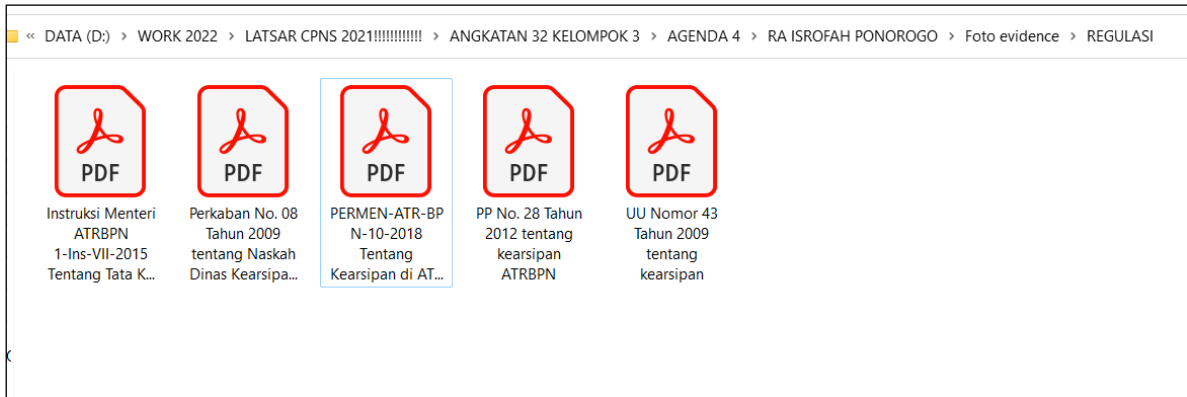 « DATA (D:) › WORK 2022 › LATSAR CPNS 2021!!!!!!!!!!!! › ANGKATAN 32 KELOMPOK 3 › AGENDA 4 › RA ISROFAH PONOROGO › Foto evidence › REGULASI
PDF
Instruksi Menteri
ATRBPN
1-Ins-VII-2015
Tentang Tata K...
PDF
Perkaban No. 08
Tahun 2009
tentang Naskah
Dinas Kearsipa...
PDF
PERMEN-ATR-BP
N-10-2018
Tentang
Kearsipan di AT...
PDF
PP No. 28 Tahun
2012 tentang
kearsipan
ATRBPN
PDF
UU Nomor 43
Tahun 2009
tentang
kearsipan